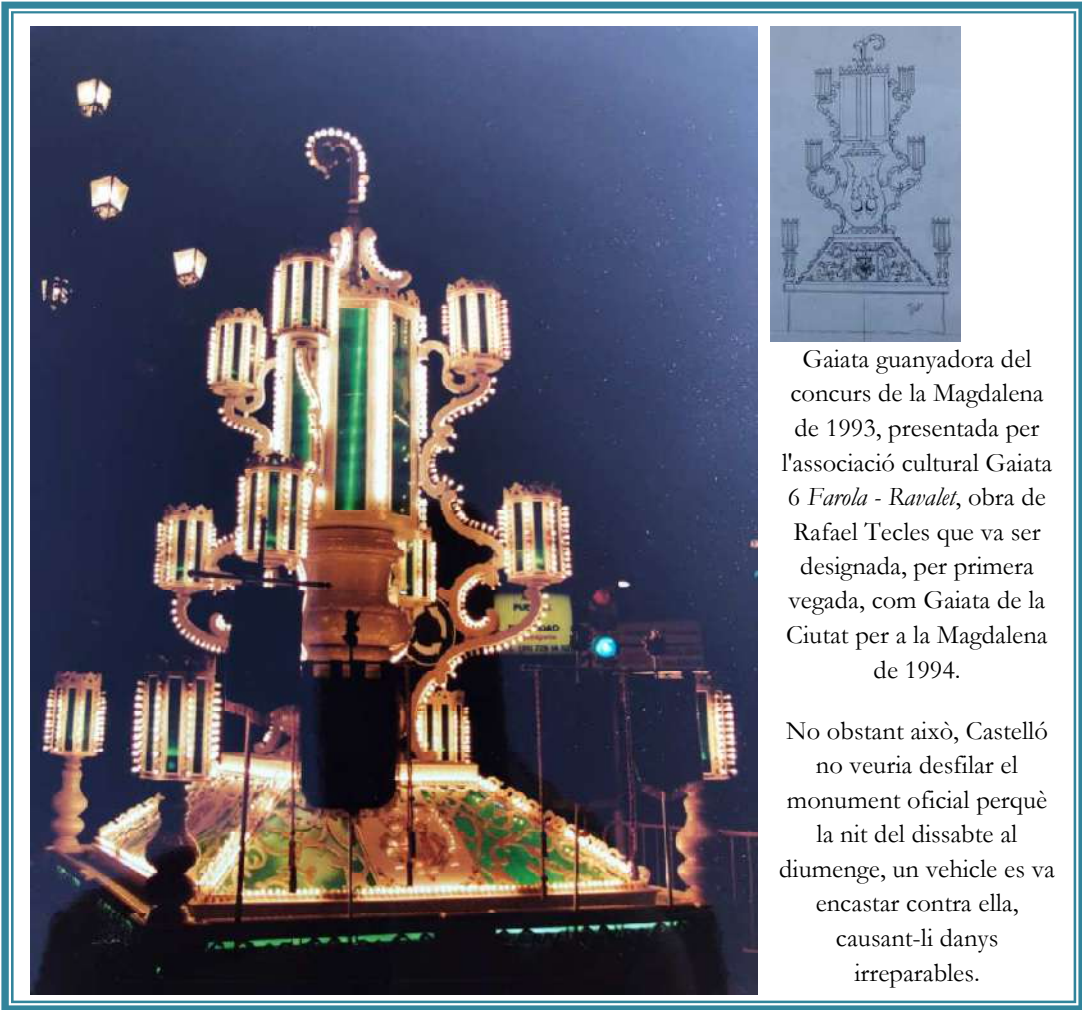 Gaiata guanyadora del
concurs de la Magdalena
de 1993, presentada per
l'associació cultural Gaiata
6 Farola - Ravalet, obra de
Rafael Tecles que va ser
designada, per primera
vegada, com Gaiata de la
Ciutat per a la Magdalena
de 1994.
No obstant això, Castelló
no veuria desfilar el
monument oficial perquè
la nit del dissabte al
diumenge, un vehicle es va
encastar contra ella,
causant-li danys
irreparables.